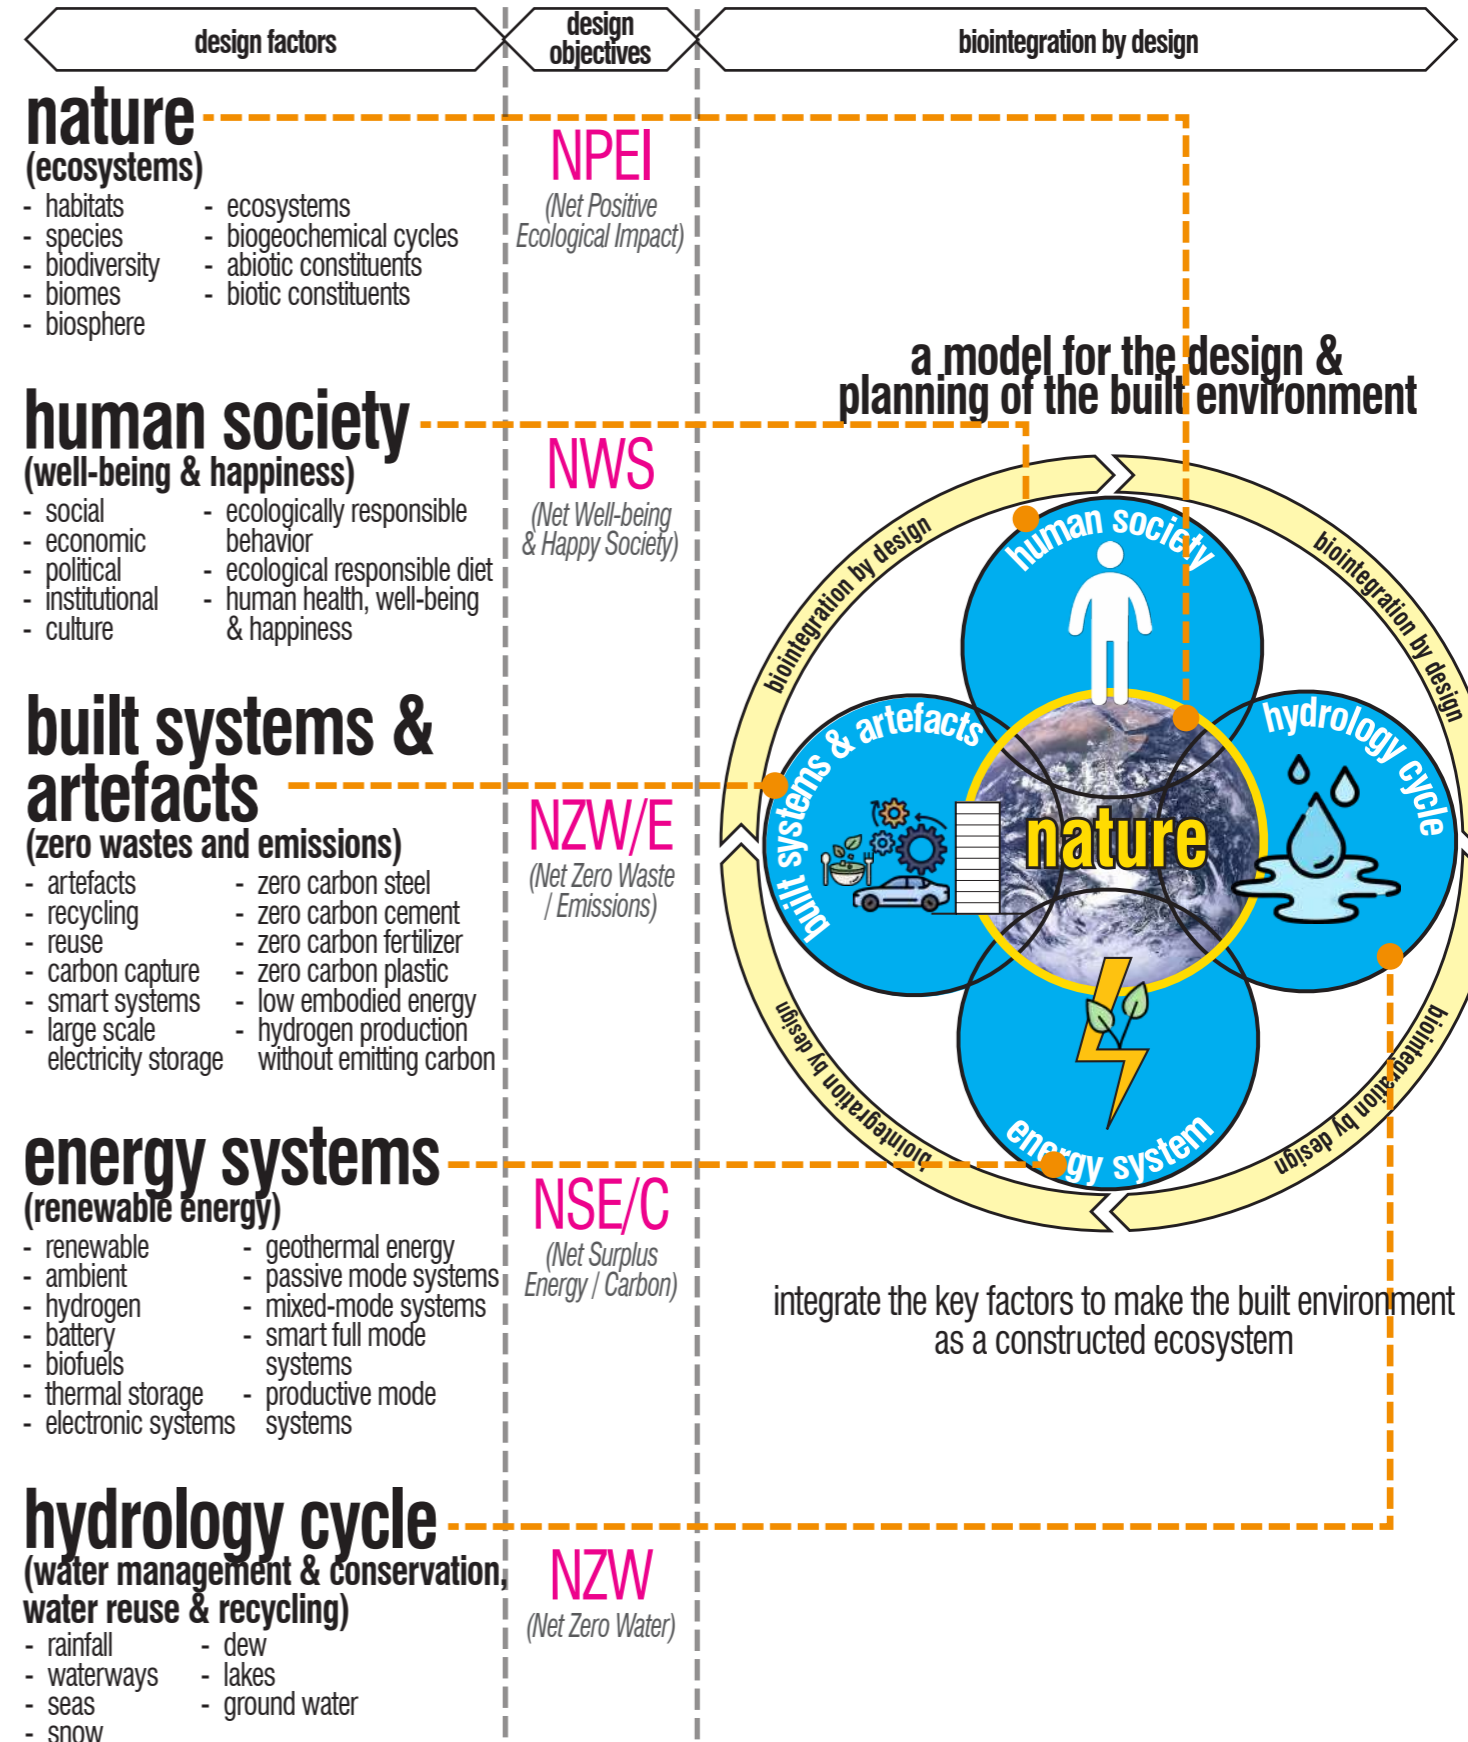 design factors
design
objectives
biointegration by design
nature
(ecosystems)
- habitats
- species
- biodiversity
- biomes
- biosphere
- ecosystems
- biogeochemical cycles
- abiotic constituents
- biotic constituents
NPEI
(Net Positive
Ecological Impact)
human society
(well-being & happiness)
- social
- economic
- political
- institutional
- culture
- ecologically responsible
behavior
- ecological responsible diet
- human health, well-being
& happiness
NWS
(Net Well-being
& Happy Society)
built systems &
artefacts
(zero wastes and emissions)
- artefacts
- recycling
- reuse
- carbon capture
- smart systems
- large scale
electricity storage
- zero carbon steel
- zero carbon cement
- zero carbon fertilizer
- zero carbon plastic
- low embodied energy
- hydrogen production
without emitting carbon
NZW/E
(Net Zero Waste
/ Emissions)
energy systems
(renewable energy)
- renewable
- ambient
- hydrogen
- battery
- biofuels
- thermal storage
- electronic systems
- geothermal energy
- passive mode systems
- mixed-mode systems
- smart full mode
systems
- productive mode
systems
NSE/C
(Net Surplus
Energy / Carbon)
hydrology cycle
(water management & conservation,
water reuse & recycling)
- rainfall
- waterways
- seas
- snow
- dew
- lakes
- ground water
NZW
(Net Zero Water)
a model for the design &
planning of the built environment
biointegration by design
biointegration by design
human society
built systems & artefacts
hydrology cycle
nature
energy system
biointegration by design
biointegration by design
integrate the key factors to make the built environment
as a constructed ecosystem